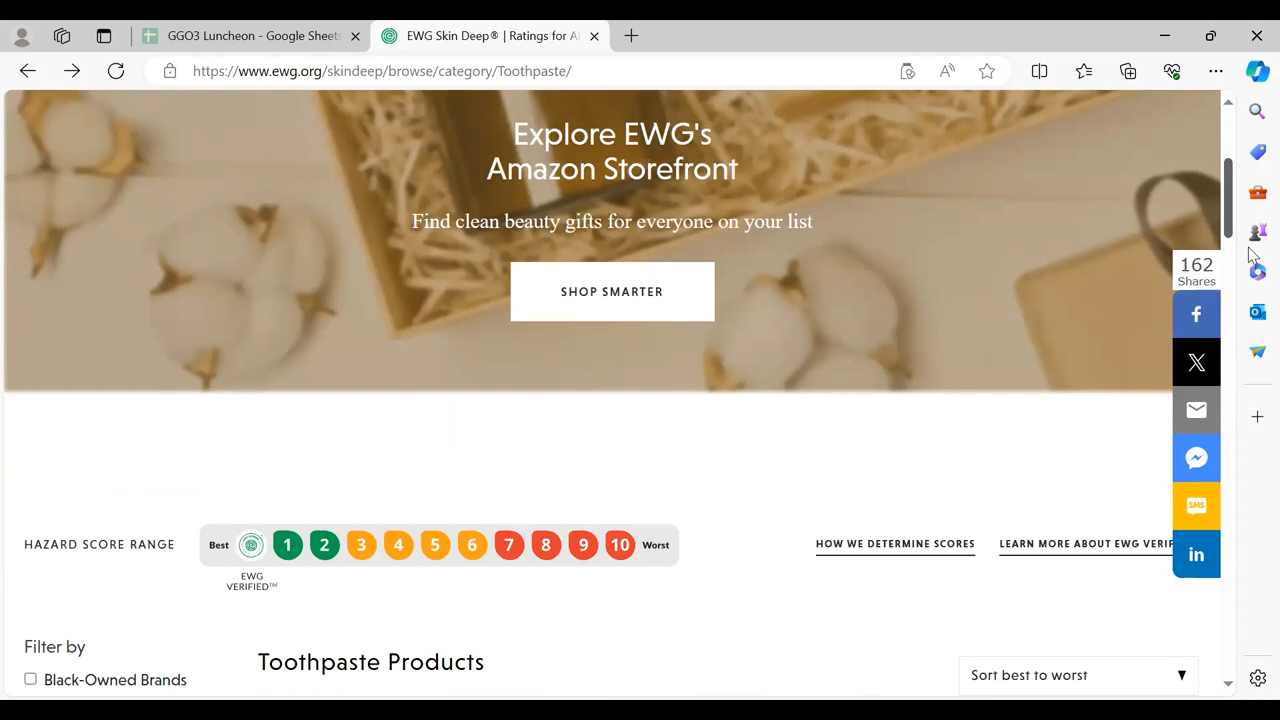 GGO3 Luncheon - Google Sheets
EWG Skin Deep® | Ratings for Al
https://www.ewg.org/skindeep/browse/category/Toothpaste/
Explore EWG's
Amazon Storefront
Find clean beauty gifts for everyone on your list
SHOP SMARTER
162
Shares
SMS
in
HAZARD SCORE RANGE
Best 1 2 3 4 5 6 7 8 9 10 Worst
EWG
VERIFIED™
HOW WE DETERMINE SCORES
LEARN MORE ABOUT EWG VERIF
Filter by
Toothpaste Products
Sort best to worst
Black-Owned Brands